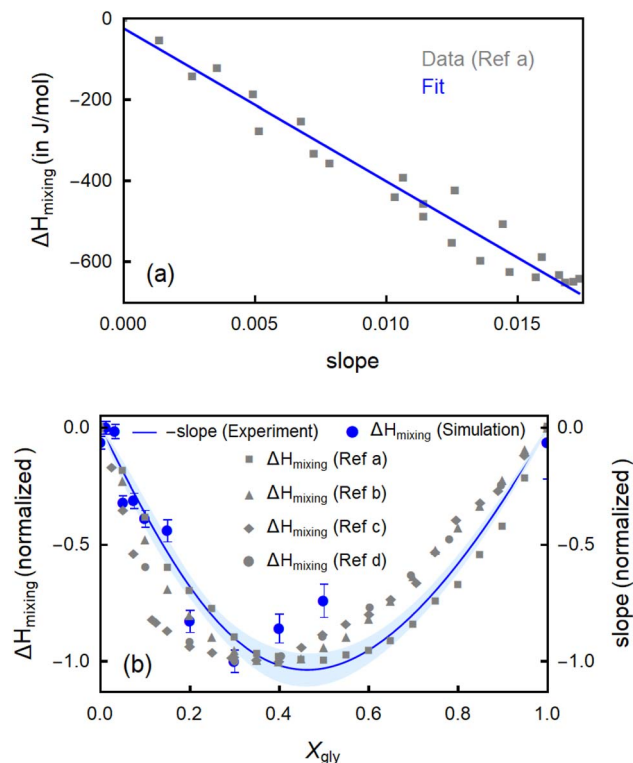 0
−200
−400
−600
ΔHmixing (in J/mol)
Data (Ref a)
Fit
(a)
0.000
0.005
0.010
0.015
slope
0.0
−0.5
−1.0
ΔHmixing (normalized)
−slope (Experiment)
ΔHmixing (Simulation)
ΔHmixing (Ref a)
ΔHmixing (Ref b)
ΔHmixing (Ref c)
ΔHmixing (Ref d)
(b)
0.0
−0.5
−1.0
slope (normalized)
0.0
0.2
0.4
0.6
0.8
1.0
Xgly